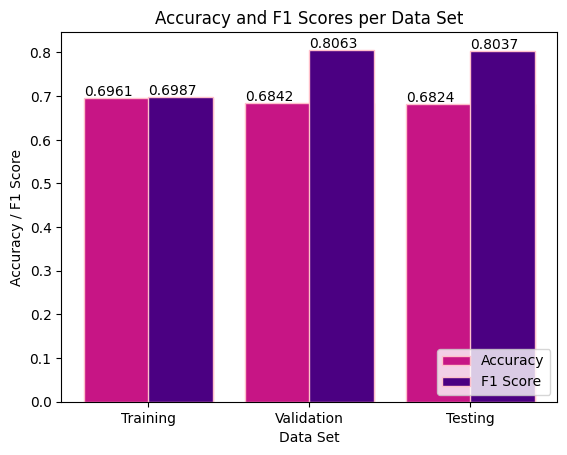 Accuracy and F1 Scores per Data Set
0.8
0.7
0.6
0.5
0.4
0.3
0.2
0.1
0.0
Accuracy / F1 Score
0.6961
0.6987
0.6842
0.8063
0.6824
0.8037
Accuracy
F1 Score
Training
Validation
Testing
Data Set